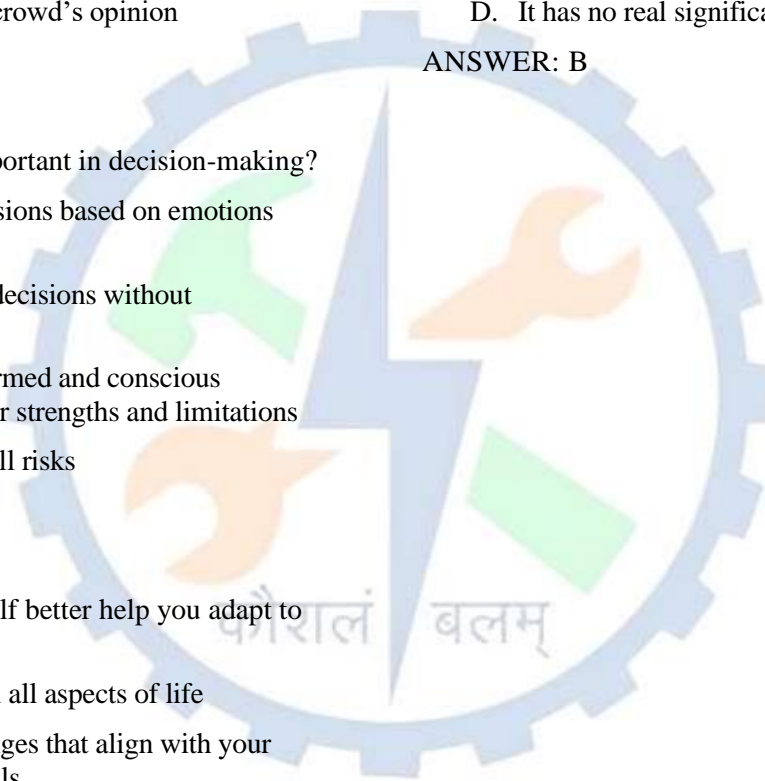 crowd’s opinion
D. It has no real significa
ANSWER: B
portant in decision-making?
sions based on emotions
decisions without
rmed and conscious
r strengths and limitations
ll risks
lf better help you adapt to
कौशलं बलम्
all aspects of life
ges that align with your
ls